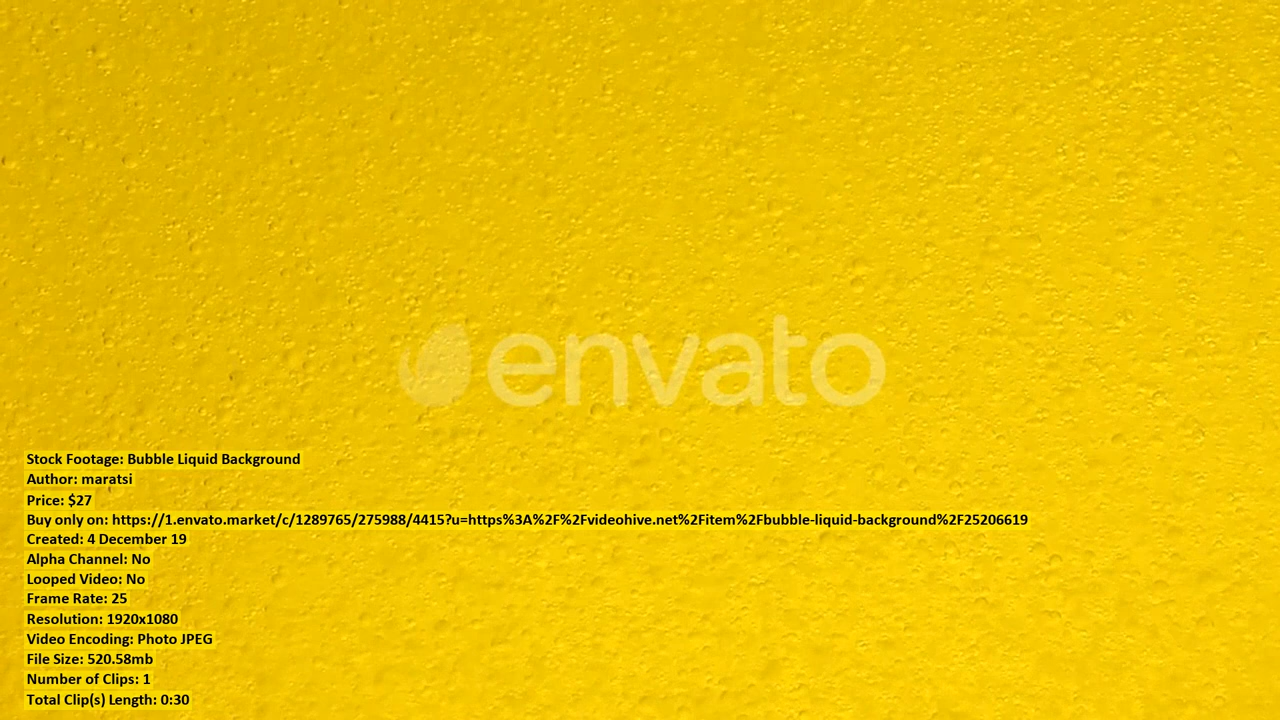 envato
Stock Footage: Bubble Liquid Background
Author: maratsi
Price: $27
Buy only on: https://1.envato.market/c/1289765/275988/4415?u=https%3A%2F%2Fvideohive.net%2Fitem%2Fbubble-liquid-background%2F25206619
Created: 4 December 19
Alpha Channel: No
Looped Video: No
Frame Rate: 25
Resolution: 1920x1080
Video Encoding: Photo JPEG
File Size: 520.58mb
Number of Clips: 1
Total Clip(s) Length: 0:30